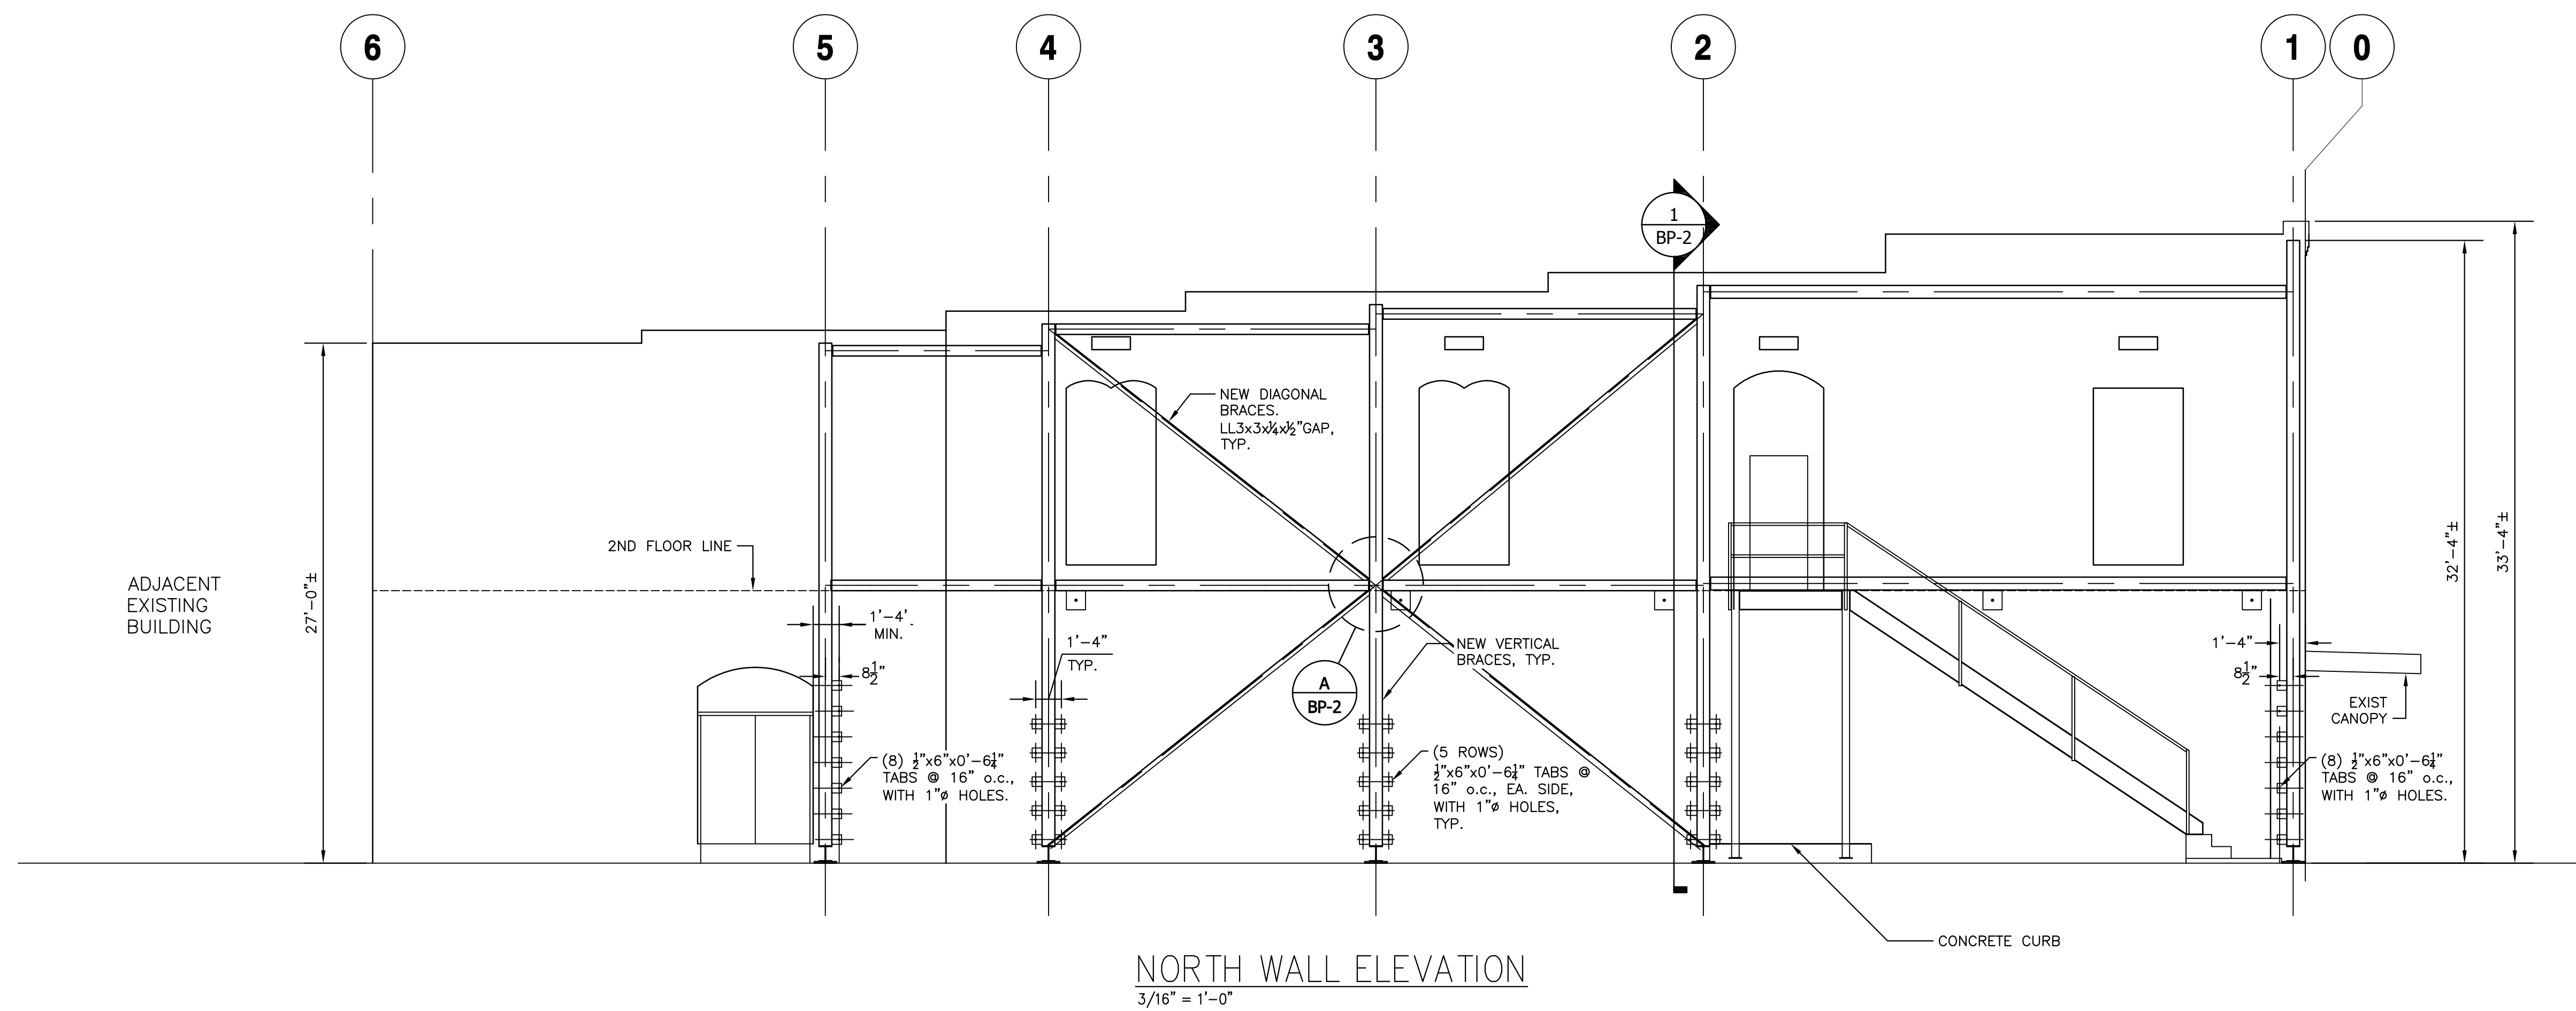 6
5
4
3
2
1
0
1
BP-2
NEW DIAGONAL
BRACES.
LL3x3x¼x½"GAP,
TYP.
2ND FLOOR LINE
ADJACENT
EXISTING
BUILDING
27'-0"±
32'-4"±
33'-4"±
1'-4'
MIN.
8½"
1'-4"
TYP.
NEW VERTICAL
BRACES, TYP.
A
BP-2
1'-4"
8½"
EXIST
CANOPY
(8) ½"x6"x0'-6¼"
TABS @ 16" o.c.,
WITH 1"ø HOLES.
(5 ROWS)
½"x6"x0'-6¼" TABS @
16" o.c., EA. SIDE,
WITH 1"ø HOLES,
TYP.
(8) ½"x6"x0'-6¼"
TABS @ 16" o.c.,
WITH 1"ø HOLES.
CONCRETE CURB
NORTH WALL ELEVATION
3/16" = 1'-0"